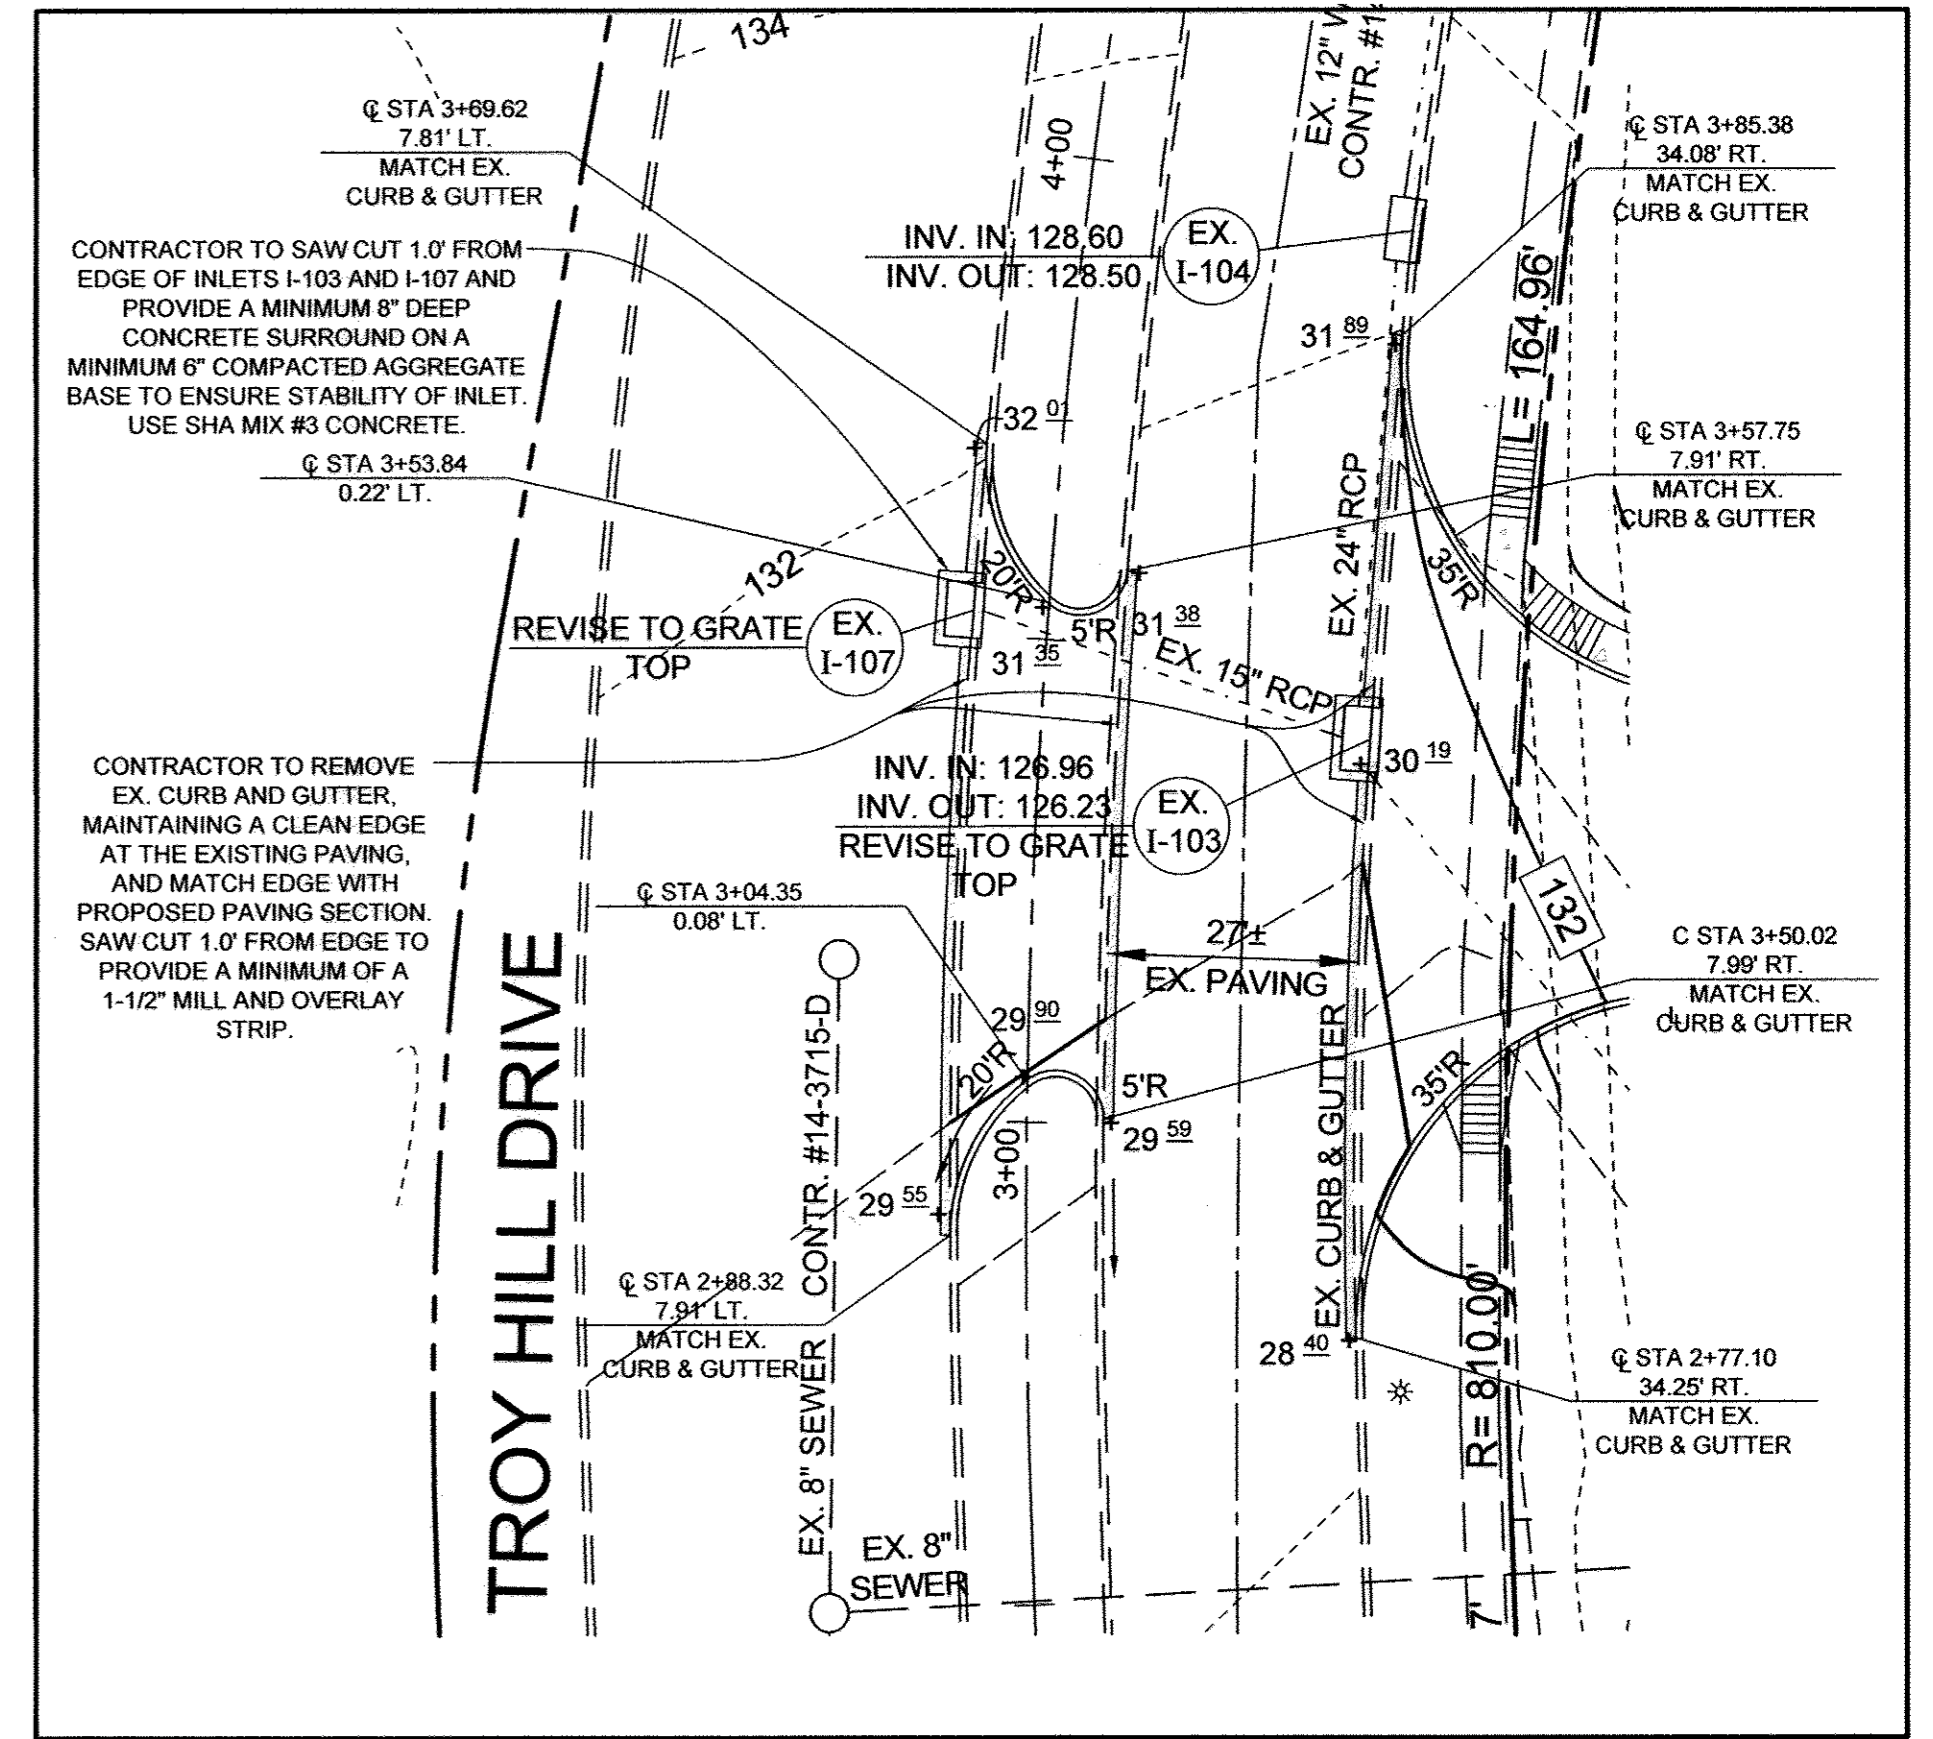 134
EX. 12" W
CONTR. #1
℄ STA 3+69.62
7.81' LT.
MATCH EX.
CURB & GUTTER
4+00
℄ STA 3+85.38
34.08' RT.
MATCH EX.
CURB & GUTTER
CONTRACTOR TO SAW CUT 1.0' FROM
EDGE OF INLETS I-103 AND I-107 AND
PROVIDE A MINIMUM 8" DEEP
CONCRETE SURROUND ON A
MINIMUM 6" COMPACTED AGGREGATE
BASE TO ENSURE STABILITY OF INLET.
USE SHA MIX #3 CONCRETE.
INV. IN: 128.60
INV. OUT: 128.50
EX.
I-104
31 89
L= 164.96'
32 01
℄ STA 3+57.75
7.91' RT.
MATCH EX.
CURB & GUTTER
℄ STA 3+53.84
0.22' LT.
EX. 24" RCP
132
20'R
35'R
REVISE TO GRATE
TOP
EX.
I-107
5'R
31 38
31 35
EX. 15" RCP
CONTRACTOR TO REMOVE
EX. CURB AND GUTTER,
MAINTAINING A CLEAN EDGE
AT THE EXISTING PAVING,
AND MATCH EDGE WITH
PROPOSED PAVING SECTION.
SAW CUT 1.0' FROM EDGE TO
PROVIDE A MINIMUM OF A
1-1/2" MILL AND OVERLAY
STRIP.
INV. IN: 126.96
INV. OUT: 126.23
REVISE TO GRATE
TOP
EX.
I-103
30 19
℄ STA 3+04.35
0.08' LT.
132
27'±
EX. PAVING
C STA 3+50.02
7.99' RT.
MATCH EX.
CURB & GUTTER
L
TROY HILL DRIVE
29 90
20'R
5'R
35'R
29 59
3+00
29 55
EX. 8" SEWER CONTR. #14-3715-D
EX. CURB & GUTTER
℄ STA 2+88.32
7.91' LT.
MATCH EX.
CURB & GUTTER
28 40
R= 810.00'
℄ STA 2+77.10
34.25' RT.
MATCH EX.
CURB & GUTTER
EX. 8"
SEWER
7'